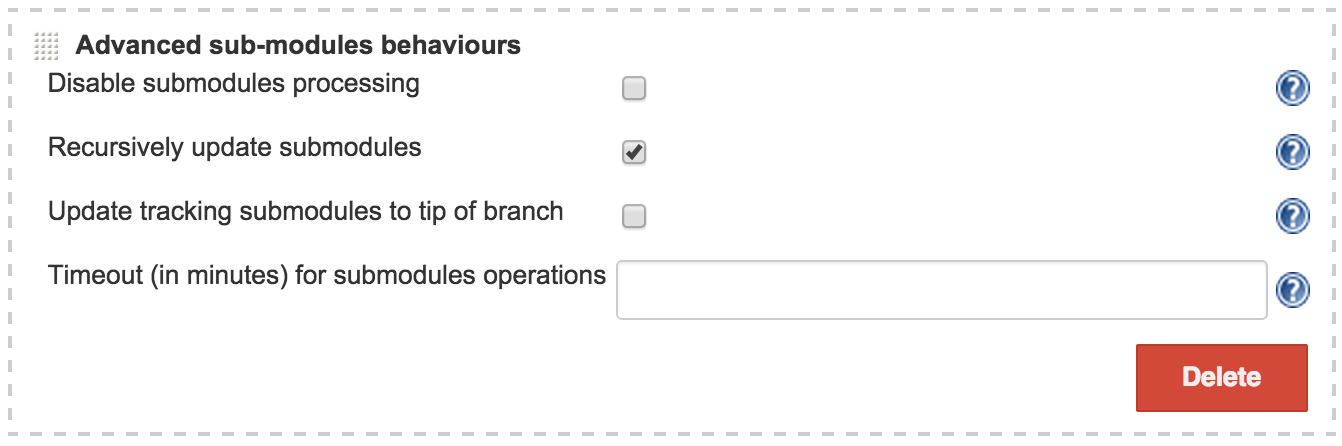 Advanced sub-modules behaviours
Disable submodules processing
?
Recursively update submodules
?
Update tracking submodules to tip of branch
?
Timeout (in minutes) for submodules operations
?
Delete